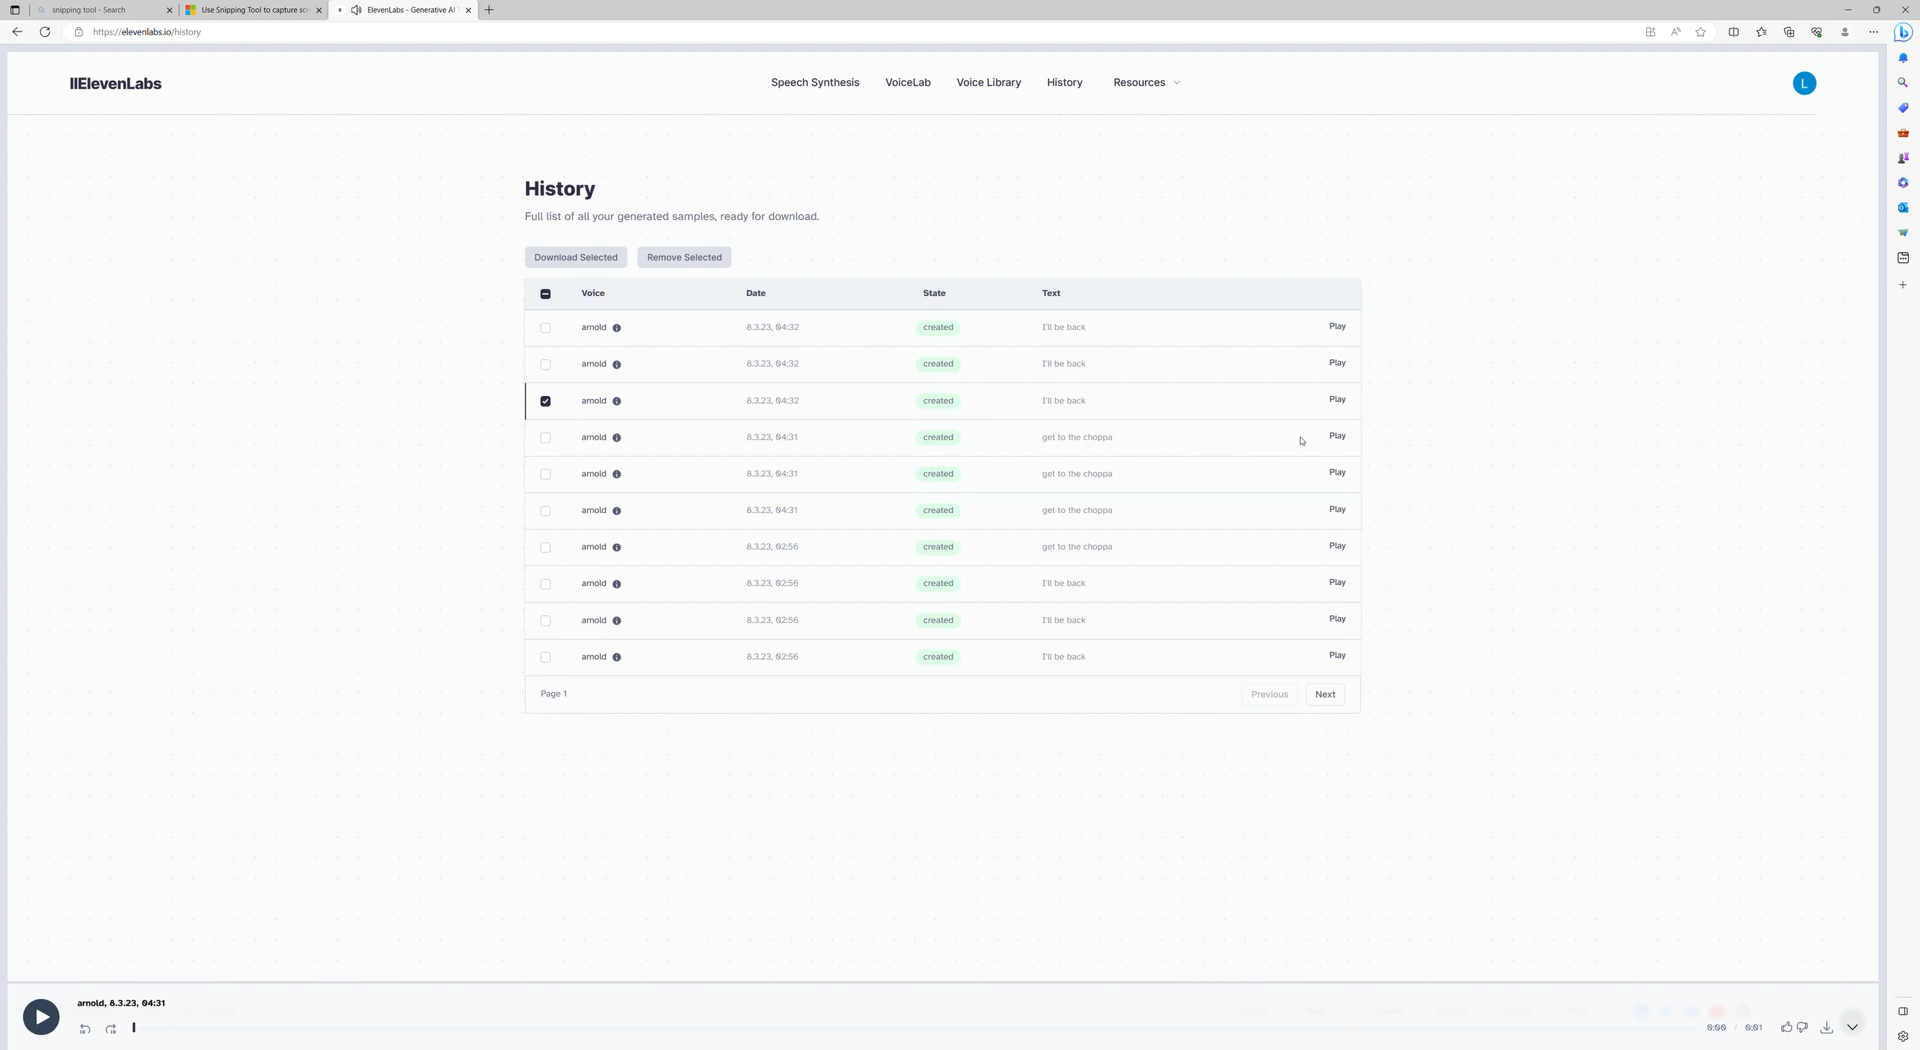 snipping tool - Search
Use Snipping Tool to capture scr
ElevenLabs - Generative AI
https://elevenlabs.io/history
IIElevenLabs
Speech Synthesis
VoiceLab
Voice Library
History
Resources
L
History
Full list of all your generated samples, ready for download.
Download Selected
Remove Selected
Voice Date State Text
arnold 8.3.23, 04:32 created I'll be back Play
arnold 8.3.23, 04:32 created I'll be back Play
arnold 8.3.23, 04:32 created I'll be back Play
arnold 8.3.23, 04:31 created get to the choppa Play
arnold 8.3.23, 04:31 created get to the choppa Play
arnold 8.3.23, 04:31 created get to the choppa Play
arnold 8.3.23, 02:56 created get to the choppa Play
arnold 8.3.23, 02:56 created I'll be back Play
arnold 8.3.23, 02:56 created I'll be back Play
arnold 8.3.23, 02:56 created I'll be back Play
Page 1
Previous
Next
arnold, 8.3.23, 04:31
10
10
0:00 / 0:01